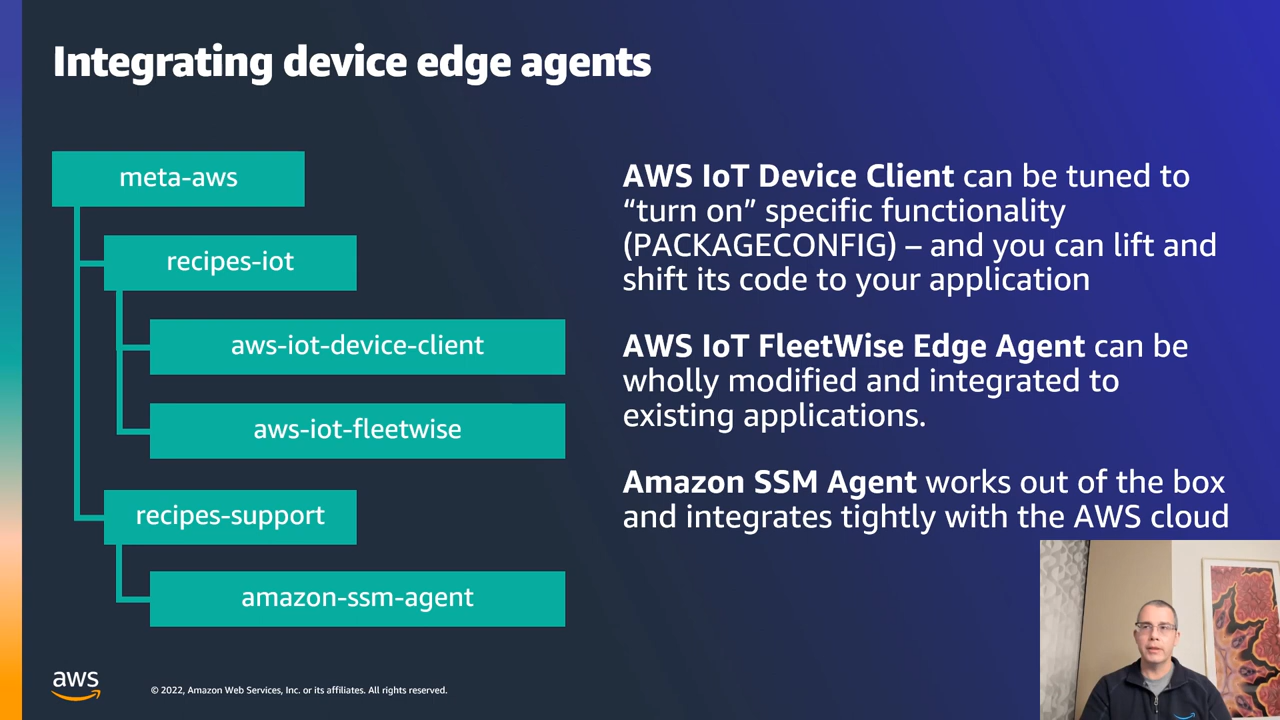 Integrating device edge agents
meta-aws
recipes-iot
aws-iot-device-client
aws-iot-fleetwise
recipes-support
amazon-ssm-agent
AWS IoT Device Client can be tuned to
“turn on” specific functionality
(PACKAGECONFIG) – and you can lift and
shift its code to your application
AWS IoT FleetWise Edge Agent can be
wholly modified and integrated to
existing applications.
Amazon SSM Agent works out of the box
and integrates tightly with the AWS cloud
aws
© 2022, Amazon Web Services, Inc. or its affiliates. All rights reserved.